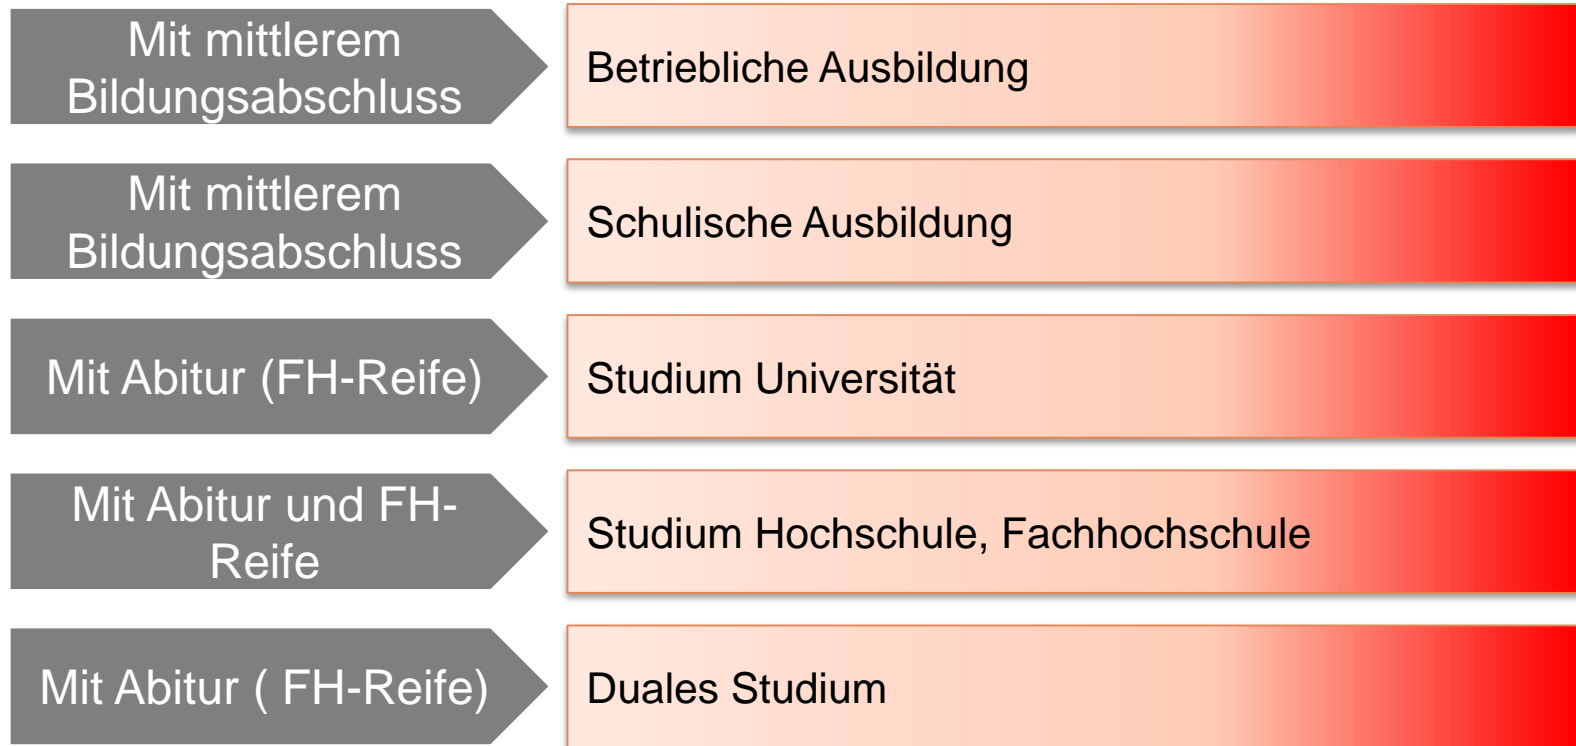 Mit mittlerem
Bildungsabschluss
Betriebliche Ausbildung
Mit mittlerem
Bildungsabschluss
Schulische Ausbildung
Mit Abitur (FH-Reife)
Studium Universität
Mit Abitur und FH-
Reife
Studium Hochschule, Fachhochschule
Mit Abitur ( FH-Reife)
Duales Studium